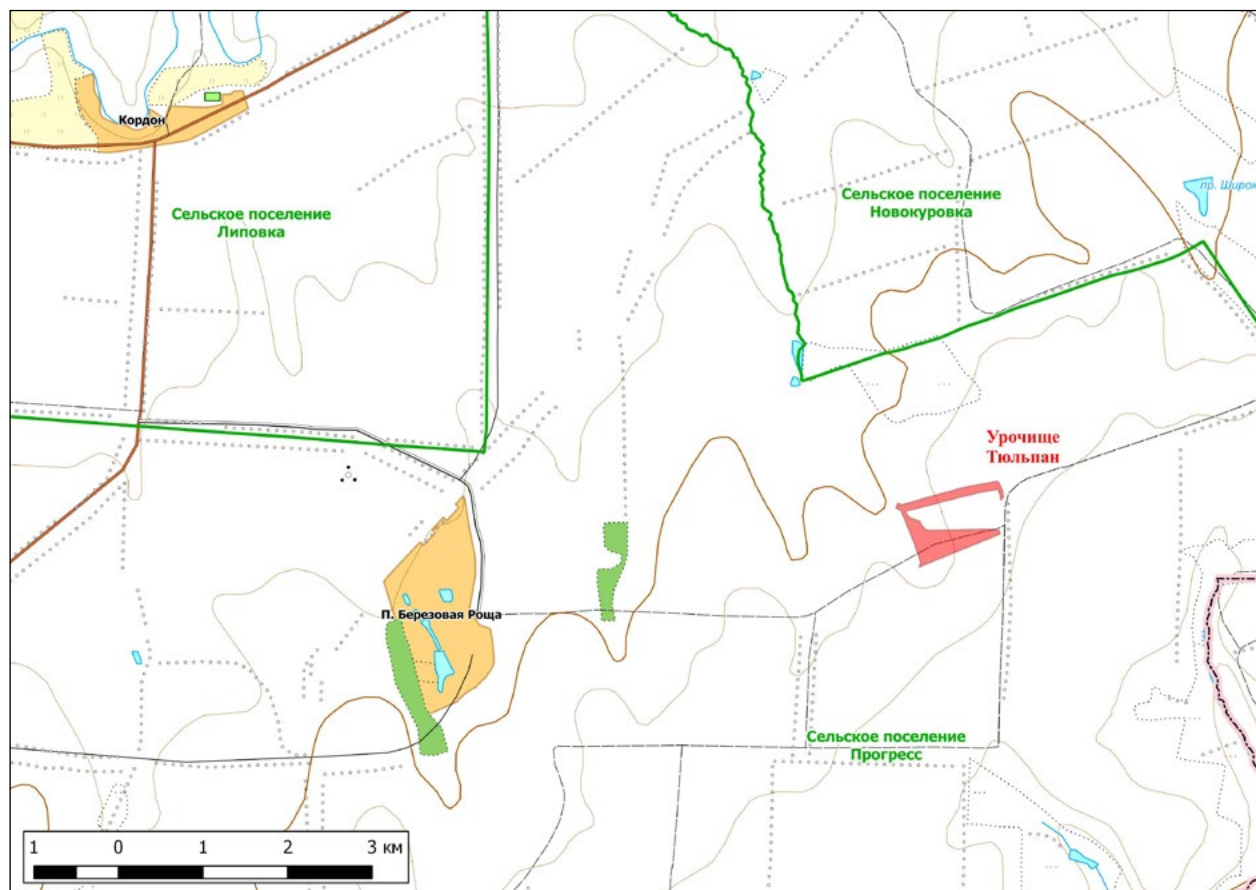 Кордон
Сельское поселение
Липовка
Сельское поселение
Новокуровка
пр. Широк
Урочище
Тюльпан
П. Березовая Роща
Сельское поселение
Прогресс
1 0 1 2 3 км